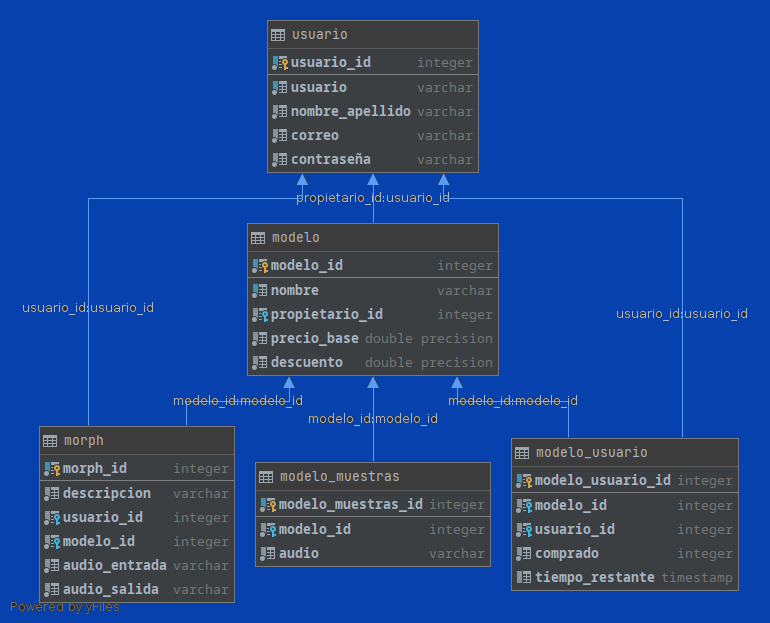 usuario
usuario_id integer
usuario varchar
nombre_apellido varchar
correo varchar
contraseña varchar
propietario_id:usuario_id
modelo
modelo_id integer
nombre varchar
propietario_id integer
precio_base double precision
descuento double precision
usuario_id:usuario_id
usuario_id:usuario_id
modelo_id:modelo_id
modelo_id:modelo_id
modelo_id:modelo_id
morph
morph_id integer
descripcion varchar
usuario_id integer
modelo_id integer
audio_entrada varchar
audio_salida varchar
modelo_muestras
modelo_muestras_id integer
modelo_id integer
audio varchar
modelo_usuario
modelo_usuario_id integer
modelo_id integer
usuario_id integer
comprado integer
tiempo_restante timestamp
Powered by yFiles